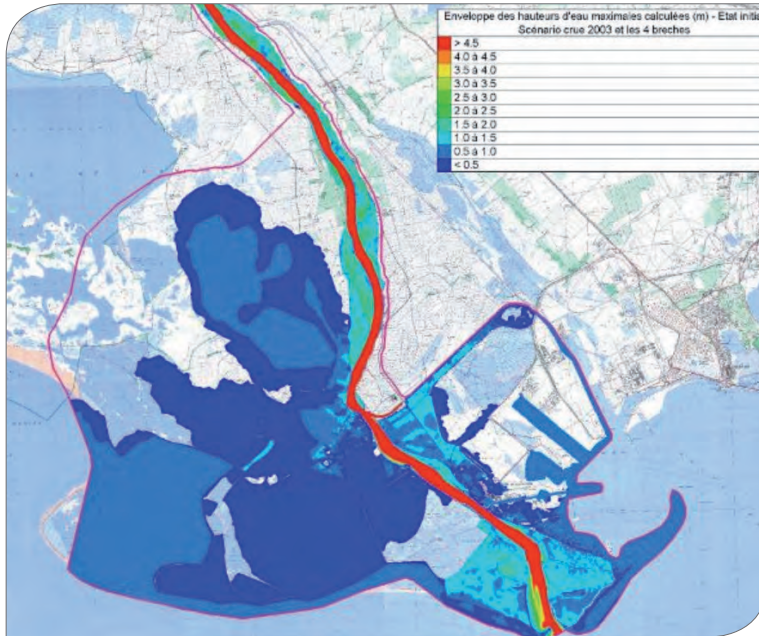 Enveloppe des hauteurs d'eau maximales calculées (m) - Etat initia
Scénario crue 2003 et les 4 breches
> 4.5
4.0 à 4.5
3.5 à 4.0
3.0 à 3.5
2.5 à 3.0
2.0 à 2.5
1.5 à 2.0
1.0 à 1.5
0.5 à 1.0
< 0.5